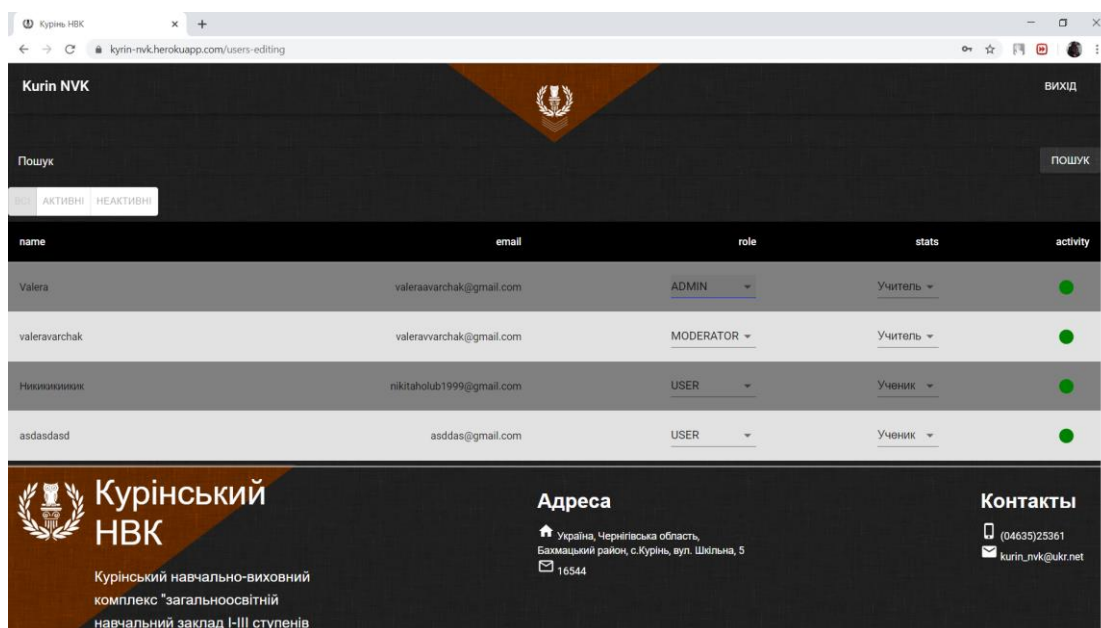 Курінь НВК
kyrin-nvk.herokuapp.com/users-editing
Kurin NVK
ВИХІД
Пошук
ПОШУК
ВСІ АКТИВНІ НЕАКТИВНІ
name email role stats activity
Valera valeraavarchak@gmail.com ADMIN Учитель
valeravarchak valeravvarchak@gmail.com MODERATOR Учитель
nikitaholub1999@gmail.com USER Ученик
asdasdasd asddas@gmail.com USER Ученик
Курінський
НВК
Курінський навчально-виховний
комплекс "загальноосвітній
навчальний заклад І-ІІІ ступенів
Адреса
Україна, Чернігівська область,
Бахмацький район, с.Курінь, вул. Шкільна, 5
16544
Контакты
(04635)25361
kurin_nvk@ukr.net